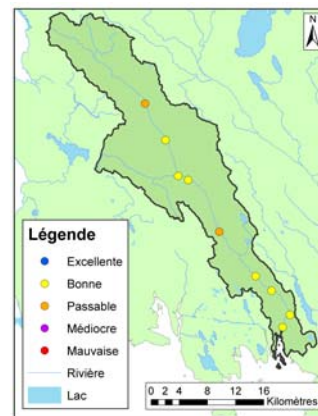 N
Légende
Excellente
Bonne
Passable
Médiocre
Mauvaise
Rivière
Lac
0 2 4 8 12 16
Kilomètres